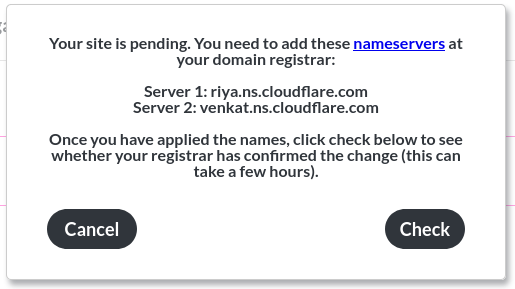 Your site is pending. You need to add these nameservers at
your domain registrar:
Server 1: riya.ns.cloudflare.com
Server 2: venkat.ns.cloudflare.com
Once you have applied the names, click check below to see
whether your registrar has confirmed the change (this can
take a few hours).
Cancel
Check